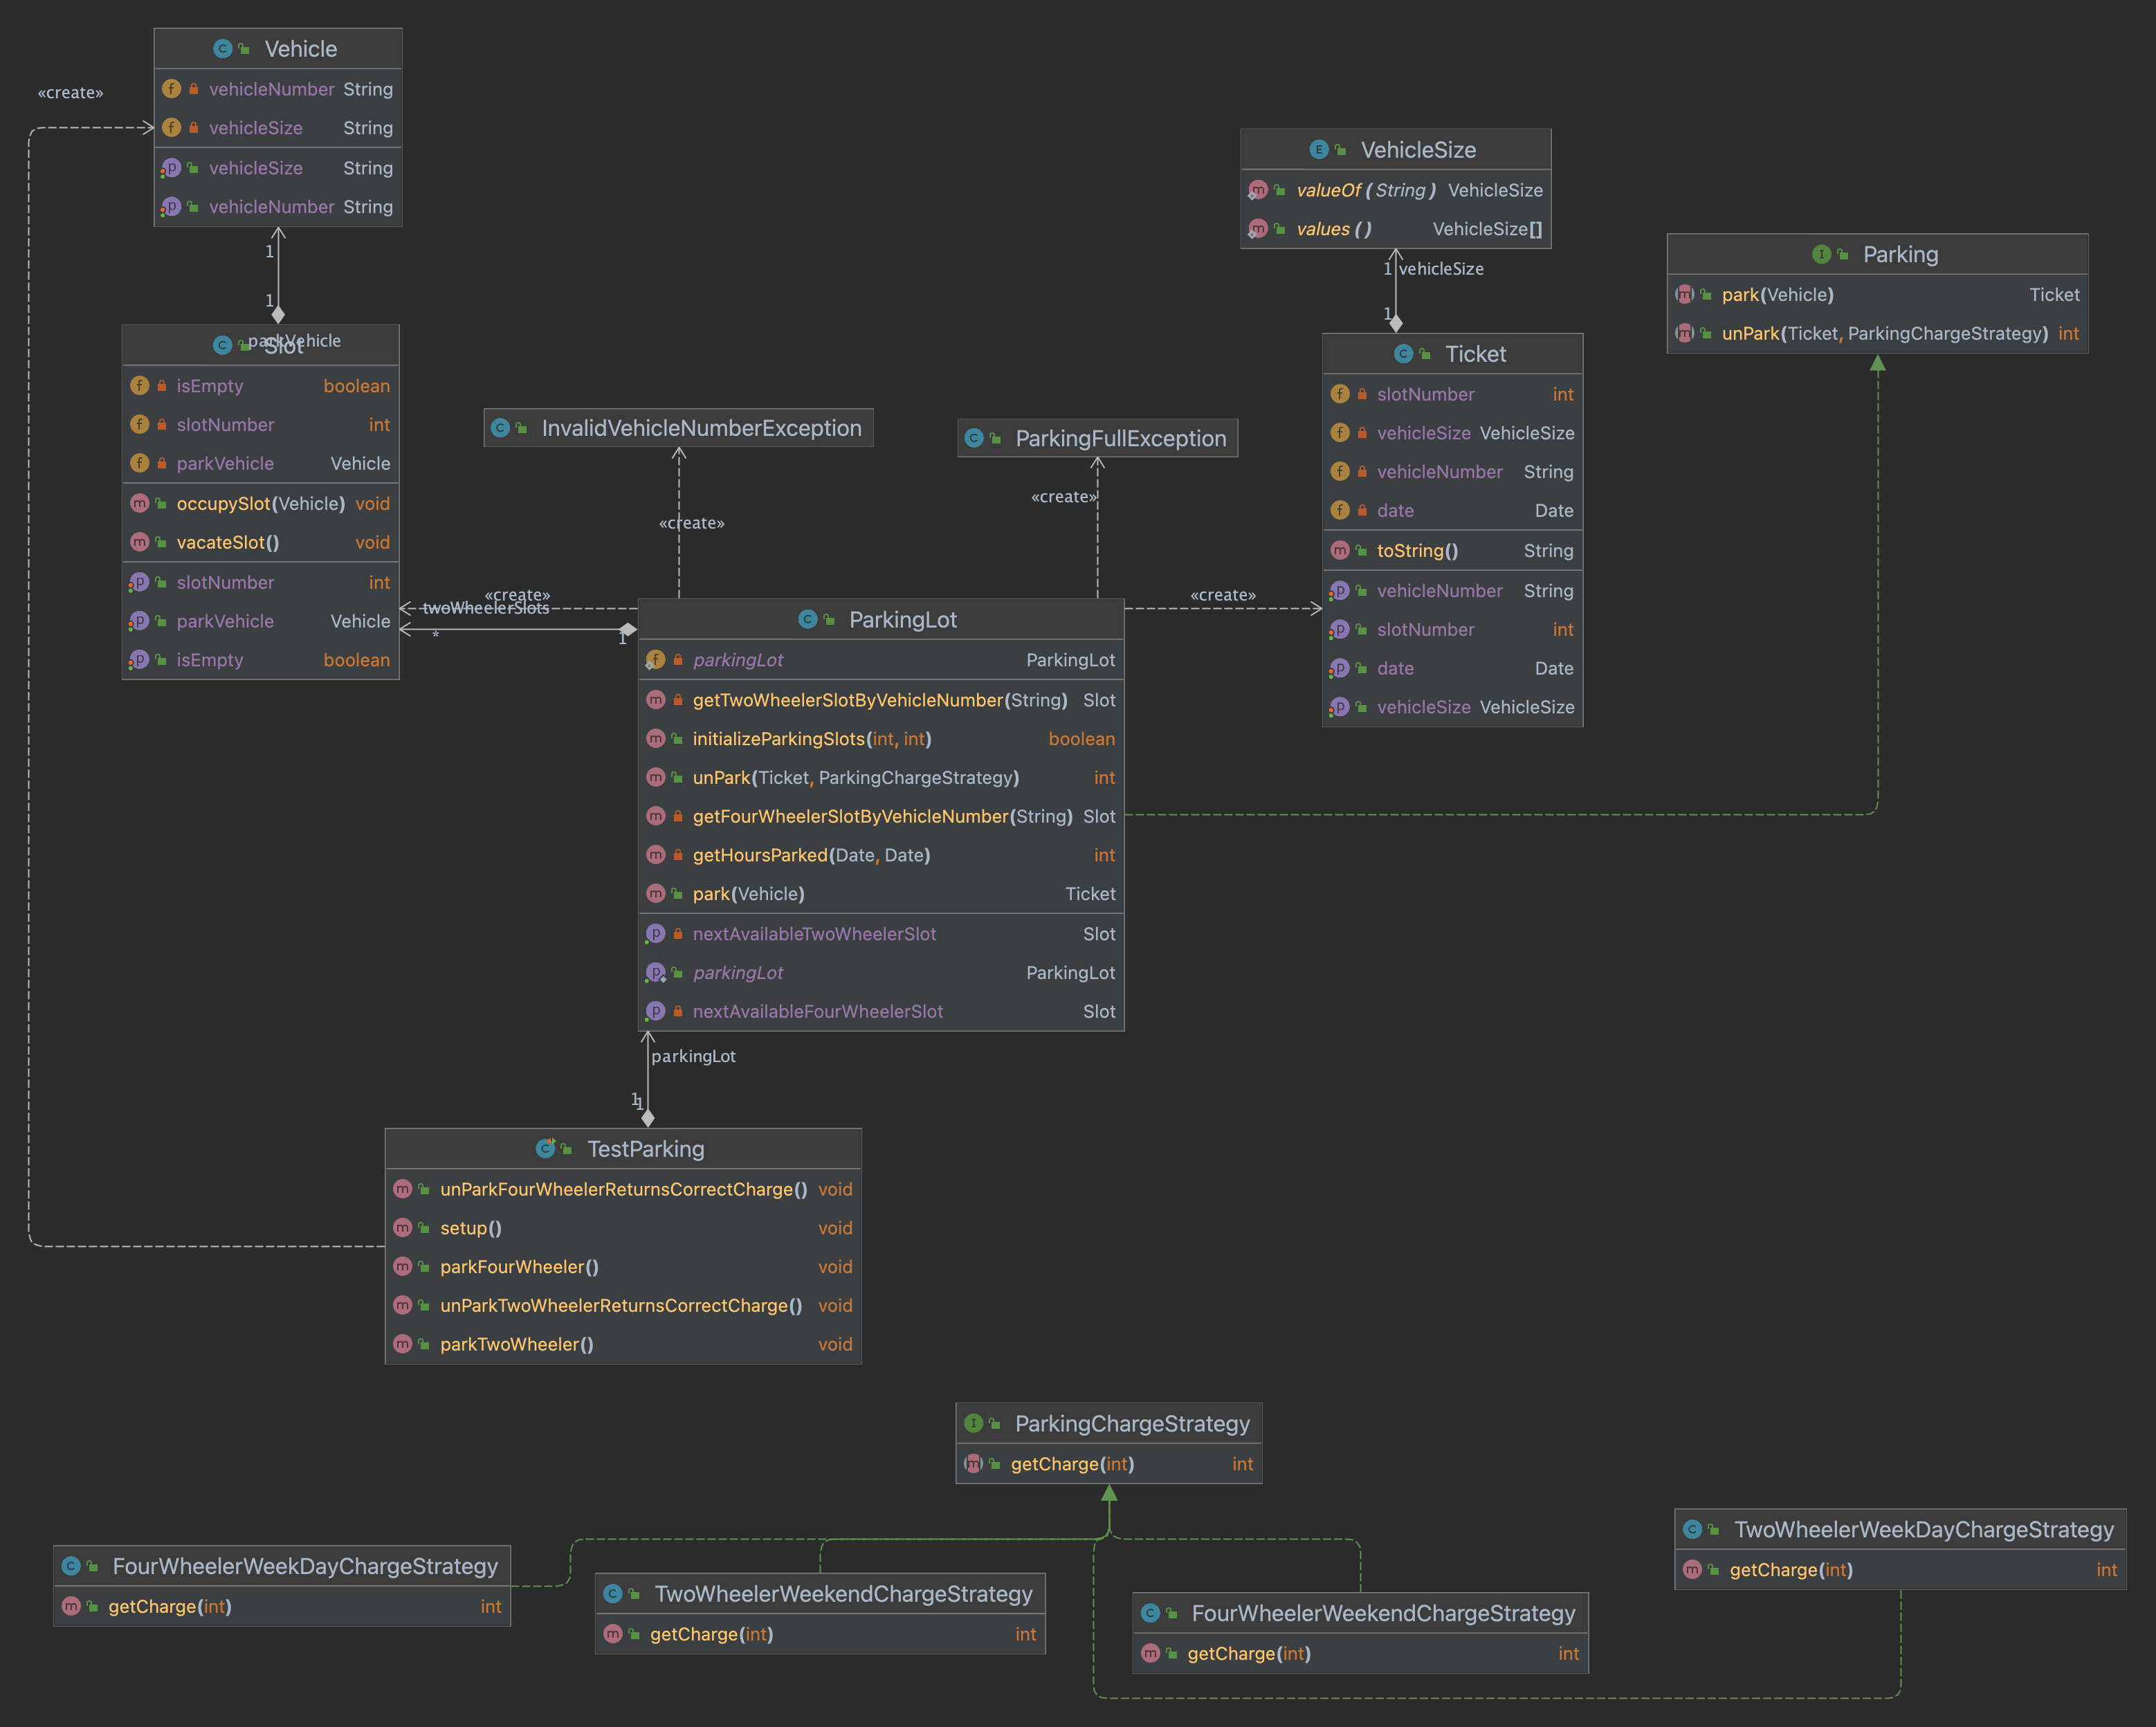 Vehicle
vehicleNumber String
vehicleSize String
vehicleSize String
vehicleNumber String
«create»
1
1
parkVehicle
Slot
isEmpty boolean
slotNumber int
parkVehicle Vehicle
occupySlot(Vehicle) void
vacateSlot() void
slotNumber int
parkVehicle Vehicle
isEmpty boolean
InvalidVehicleNumberException
«create»
ParkingFullException
«create»
VehicleSize
valueOf(String) VehicleSize
values() VehicleSize[]
1 vehicleSize
1
Ticket
slotNumber int
vehicleSize VehicleSize
vehicleNumber String
date Date
toString() String
vehicleNumber String
slotNumber int
date Date
vehicleSize VehicleSize
Parking
park(Vehicle) Ticket
unPark(Ticket, ParkingChargeStrategy) int
«create»
twoWheelerSlots
* 1
«create»
ParkingLot
parkingLot ParkingLot
getTwoWheelerSlotByVehicleNumber(String) Slot
initializeParkingSlots(int, int) boolean
unPark(Ticket, ParkingChargeStrategy) int
getFourWheelerSlotByVehicleNumber(String) Slot
getHoursParked(Date, Date) int
park(Vehicle) Ticket
nextAvailableTwoWheelerSlot Slot
parkingLot ParkingLot
nextAvailableFourWheelerSlot Slot
parkingLot
1
1
TestParking
unParkFourWheelerReturnsCorrectCharge() void
setup() void
parkFourWheeler() void
unParkTwoWheelerReturnsCorrectCharge() void
parkTwoWheeler() void
ParkingChargeStrategy
getCharge(int) int
FourWheelerWeekDayChargeStrategy
getCharge(int) int
TwoWheelerWeekendChargeStrategy
getCharge(int) int
FourWheelerWeekendChargeStrategy
getCharge(int) int
TwoWheelerWeekDayChargeStrategy
getCharge(int) int